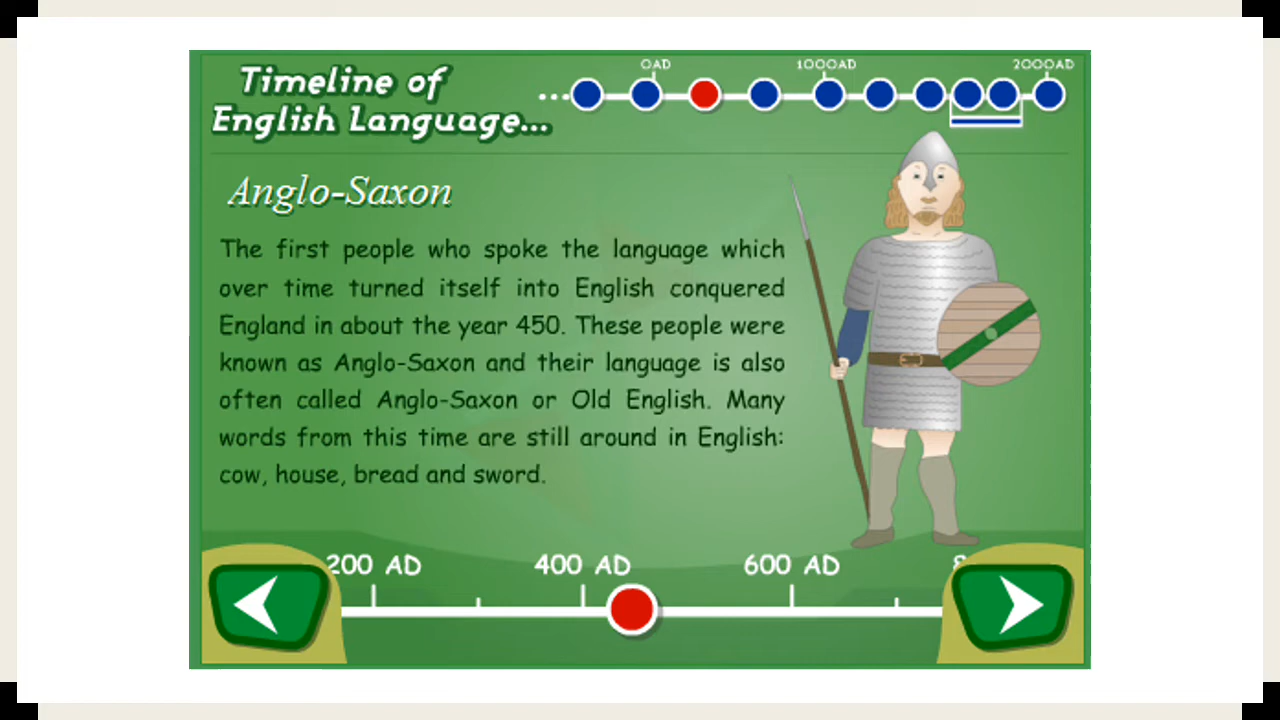 Timeline of
English Language...
0AD 1000AD 2000AD
Anglo-Saxon
The first people who spoke the language which
over time turned itself into English conquered
England in about the year 450. These people were
known as Anglo-Saxon and their language is also
often called Anglo-Saxon or Old English. Many
words from this time are still around in English:
cow, house, bread and sword.
200 AD 400 AD 600 AD